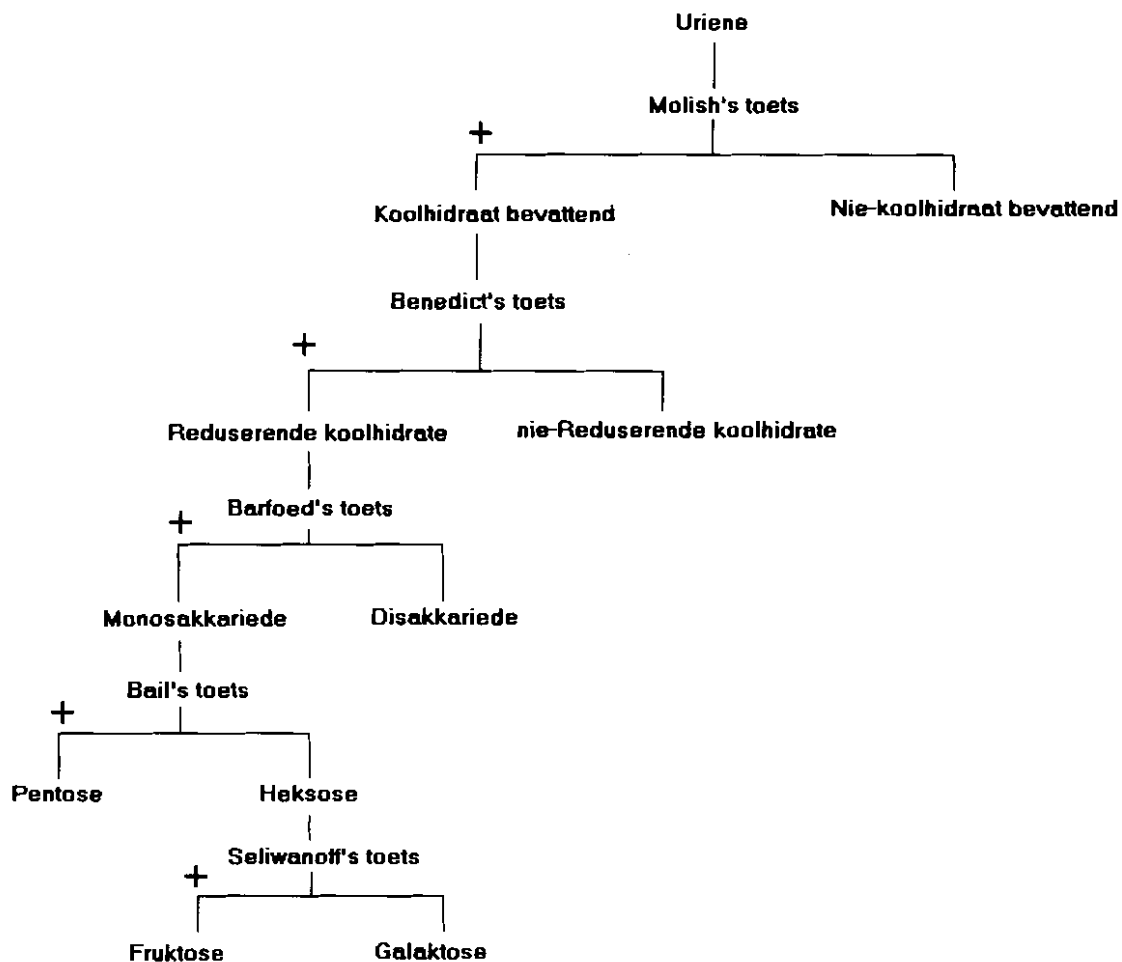 Uriene
Molish's toets
+
Koolhidraat bevattend
Nie-koolhidraat bevattend
Benedict's toets
+
Reduserende koolhidrate
nie-Reduserende koolhidrate
Barfoed's toets
+
Monosakkariede
Disakkariede
Bail's toets
+
Pentose
Heksose
Seliwanoff's toets
+
Fruktose
Galaktose